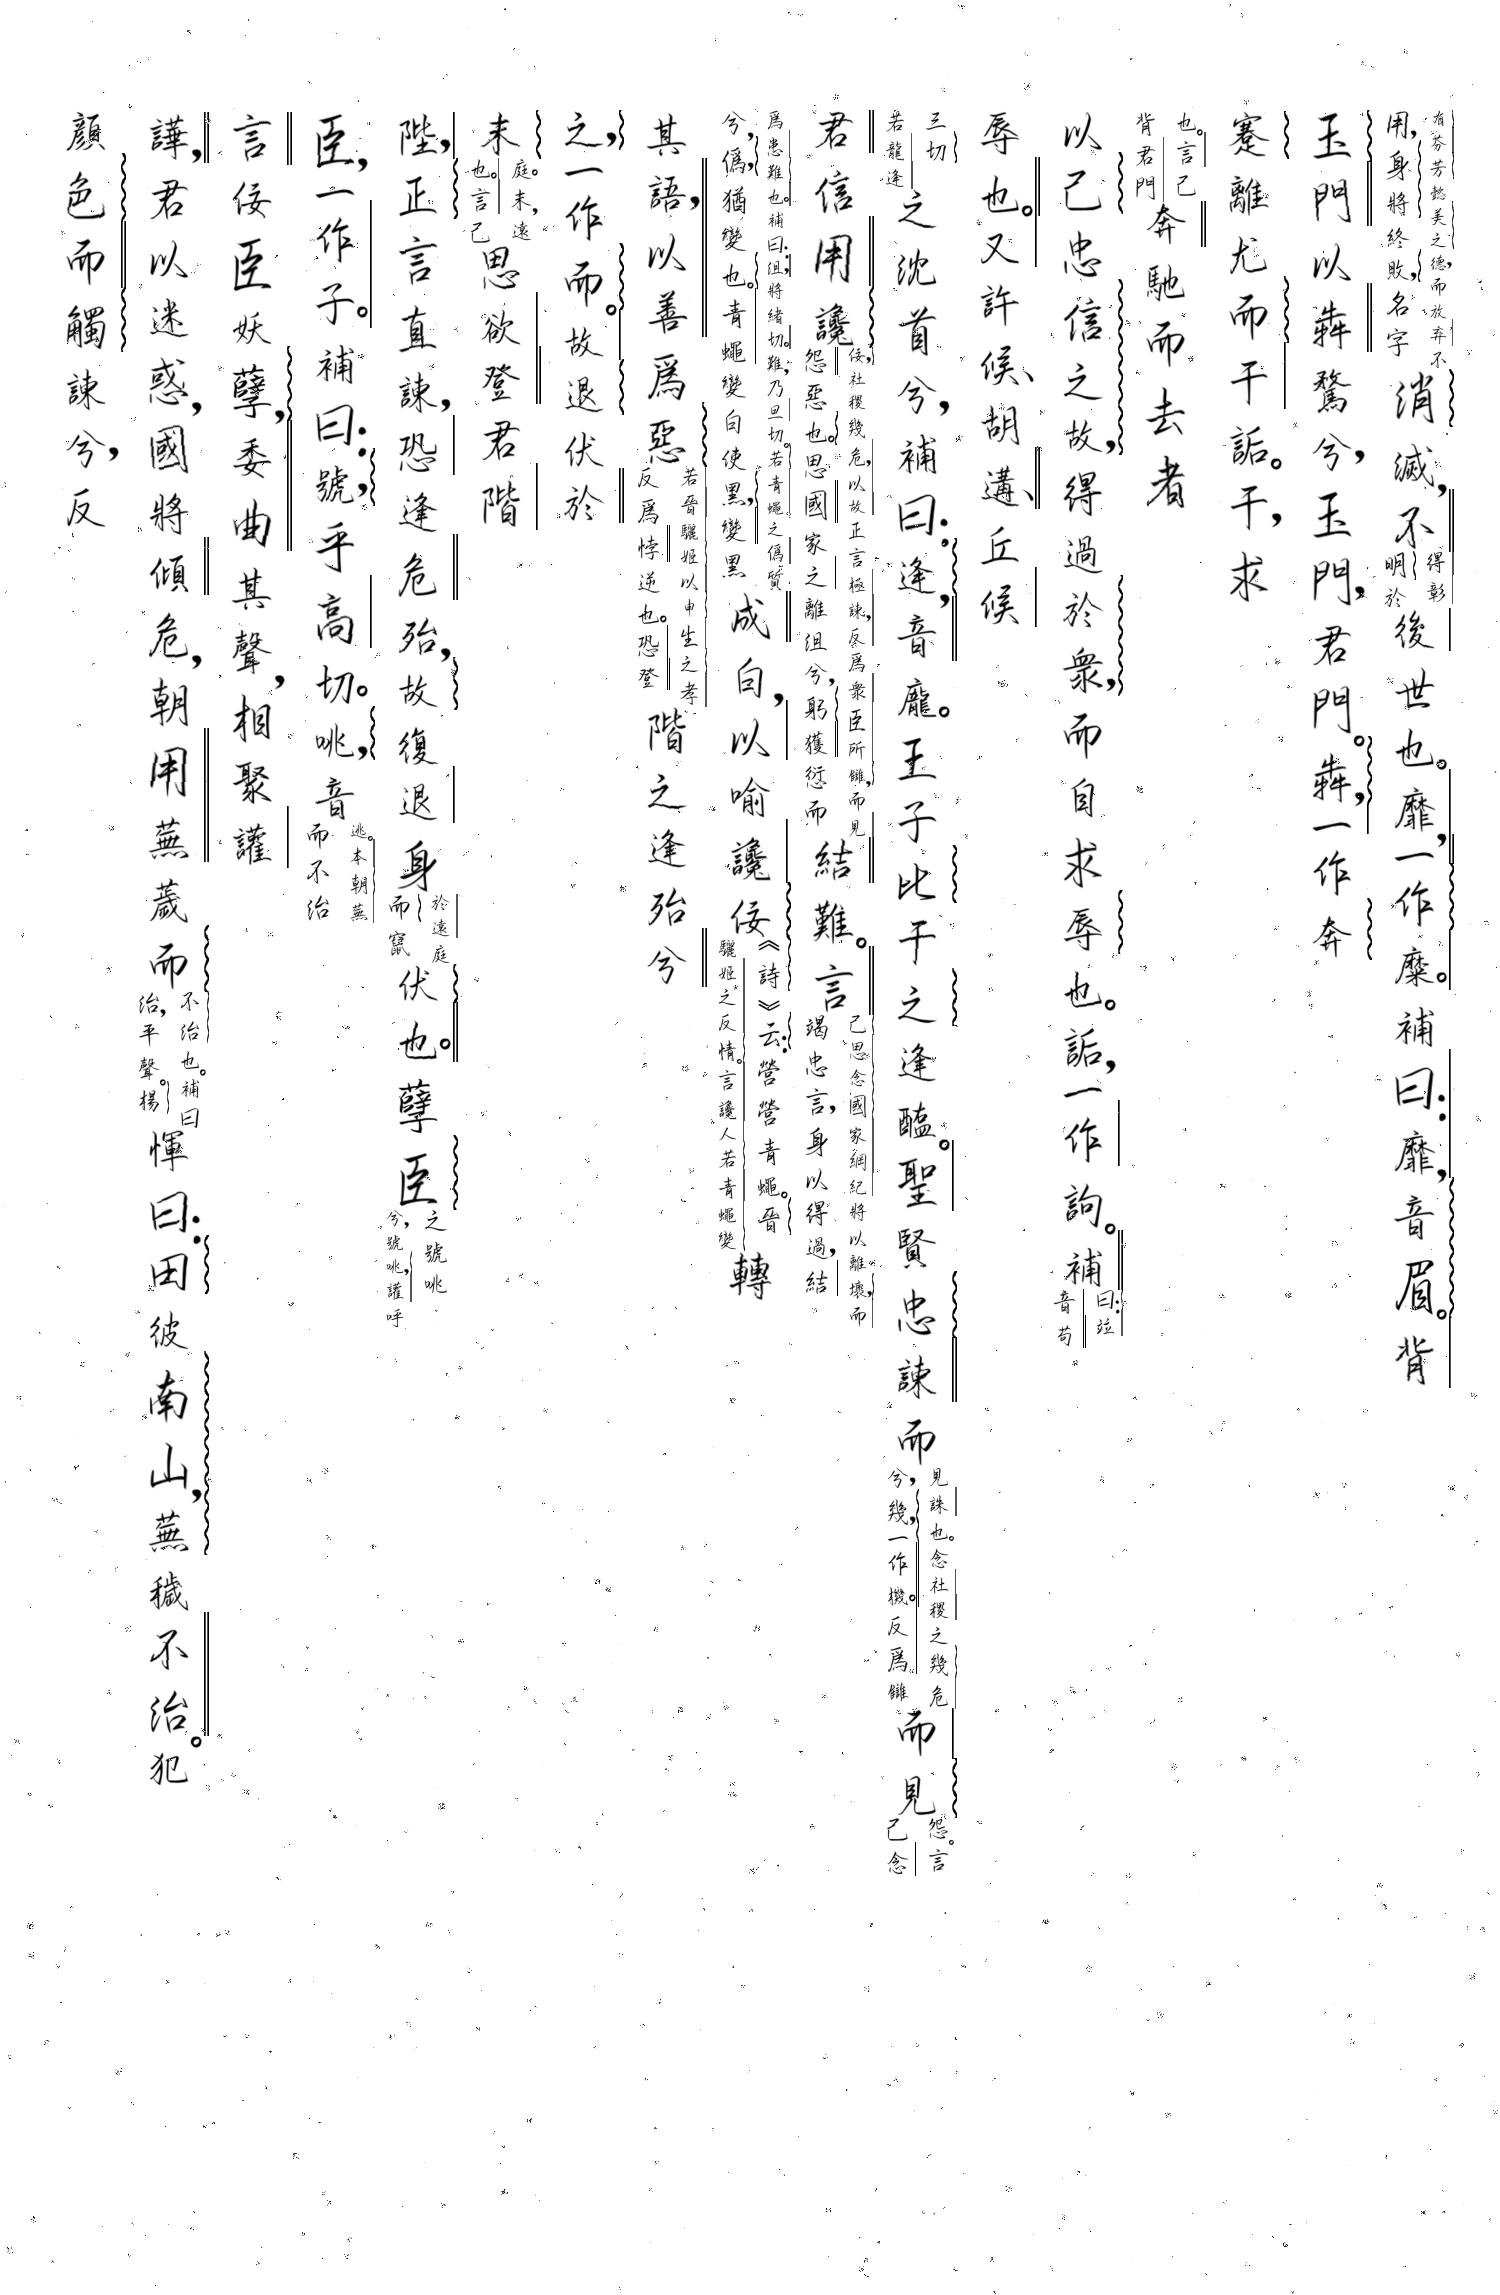 有芬芳懿美之德,而放弃不用,身將終敗,名字消滅,不得彰明於後世也。靡,一作糜。補曰:靡,音眉。背
玉門以犇騖兮,玉門,君門。犇,一作奔
蹇離尤而干詬。干,求
也。言己背君門奔馳而去者
以己忠信之故,得過於衆,而自求辱也。詬,一作訽。補曰:竝音苟
辱也。又許候、胡遘、丘候
三切若龍逢之沈首兮,補曰:逢,音龐。王子比干之逢醢。聖賢忠諫而見誅也。念社稷之幾危兮,幾,一作機。反爲讎而見怨。言己念
君信用讒佞,社稷幾危,以故正言極諫,反爲衆臣所讎,而見怨惡也。思國家之離沮兮,躬獲愆而結難。言己思念國家綱紀將以離壞,而竭忠言,身以得過,結
爲患難也。補曰:沮,將緒切。難,乃旦切。若青蠅之僞質兮,僞,猶變也。青蠅變白使黑,變黑成白,以喻讒佞《詩》云:營營青蠅。晉驪姬之反情。言讒人若青蠅變轉
其語,以善爲惡若晉驪姬以申生之孝反爲悖逆也。恐登階之逢殆兮
之,一作而。故退伏於
末庭。末,遠也。言己思欲登君階
陛,正言直諫,恐逢危殆,故復退身於遠庭而竄伏也。孽臣之號咷兮,號咷,讙呼
臣,一作子。補曰:號,乎高切。咷,音逃。本朝蕪而不治
言佞臣妖孽,委曲其聲,相聚讙
譁,君以迷惑,國將傾危,朝用蕪薉而不治也。補曰治,平聲。楊惲曰:田彼南山,蕪穢不治。犯
顔色而觸諫兮,反